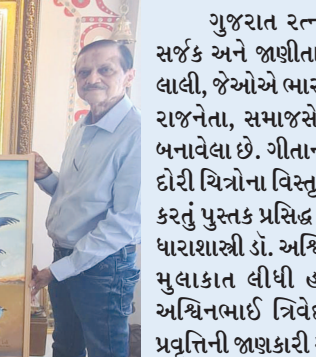 ગુજરાત રત્ન
સર્જક અને જાણીતા
લાલી, જેઓએ ભાર
રાજનેતા, સમાજસે
બનાવેલા છે. ગીતાન
દોરી ચિત્રોના વિસ્તૃ
કરતું પુસ્તક પ્રસિદ્ધ
ધારાશાસ્ત્રી ડૉ. અશ્વિ
મુલાકાત લીધી હ
અશ્વિનભાઈ ત્રિવેદ
પ્રવૃત્તિની જાણકારી